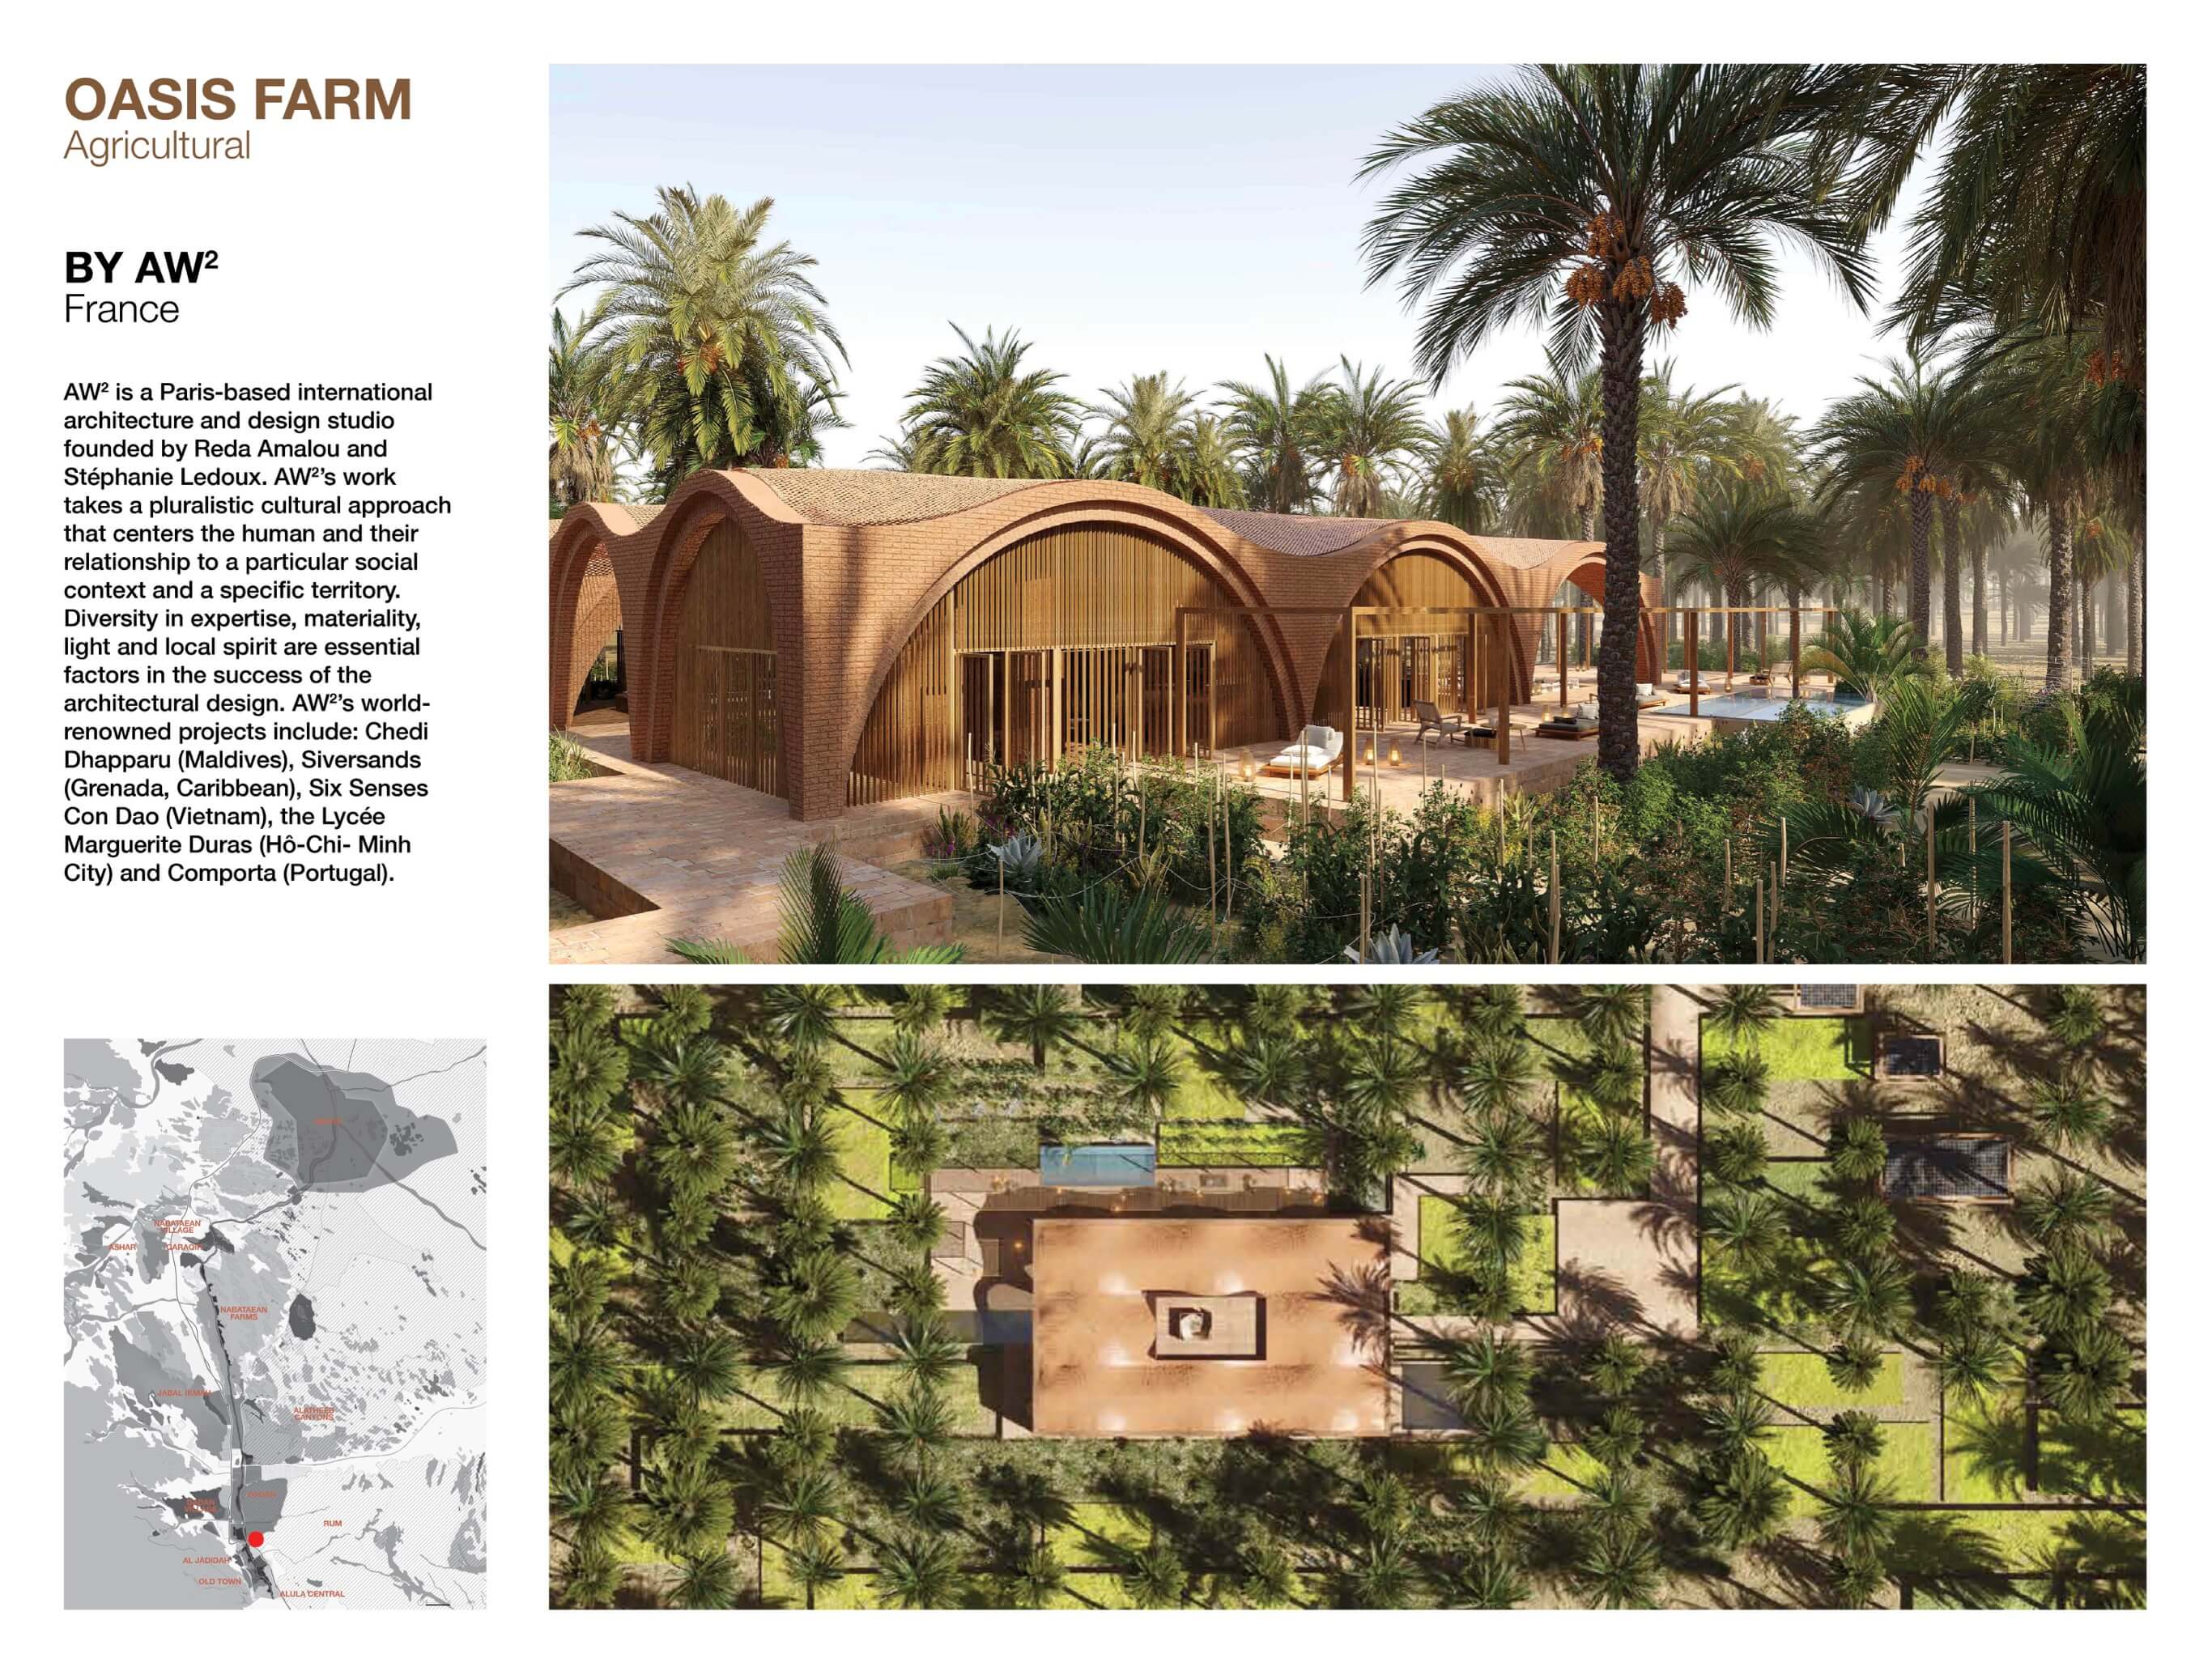 OASIS FARM
Agricultural
BY AW²
France
AW² is a Paris-based international
architecture and design studio
founded by Reda Amalou and
Stéphanie Ledoux. AW²’s work
takes a pluralistic cultural approach
that centers the human and their
relationship to a particular social
context and a specific territory.
Diversity in expertise, materiality,
light and local spirit are essential
factors in the success of the
architectural design. AW²’s world-
renowned projects include: Chedi
Dhapparu (Maldives), Siversands
(Grenada, Caribbean), Six Senses
Con Dao (Vietnam), the Lycée
Marguerite Duras (Hô-Chi- Minh
City) and Comporta (Portugal).
NABATAEAN
VILLAGE
ASHAR
NABATAEAN
FARMS
JABAL IKMAH
ALATHEEB
CANYONS
RUM
AL JADIDAH
OLD TOWN
ALULA CENTRAL